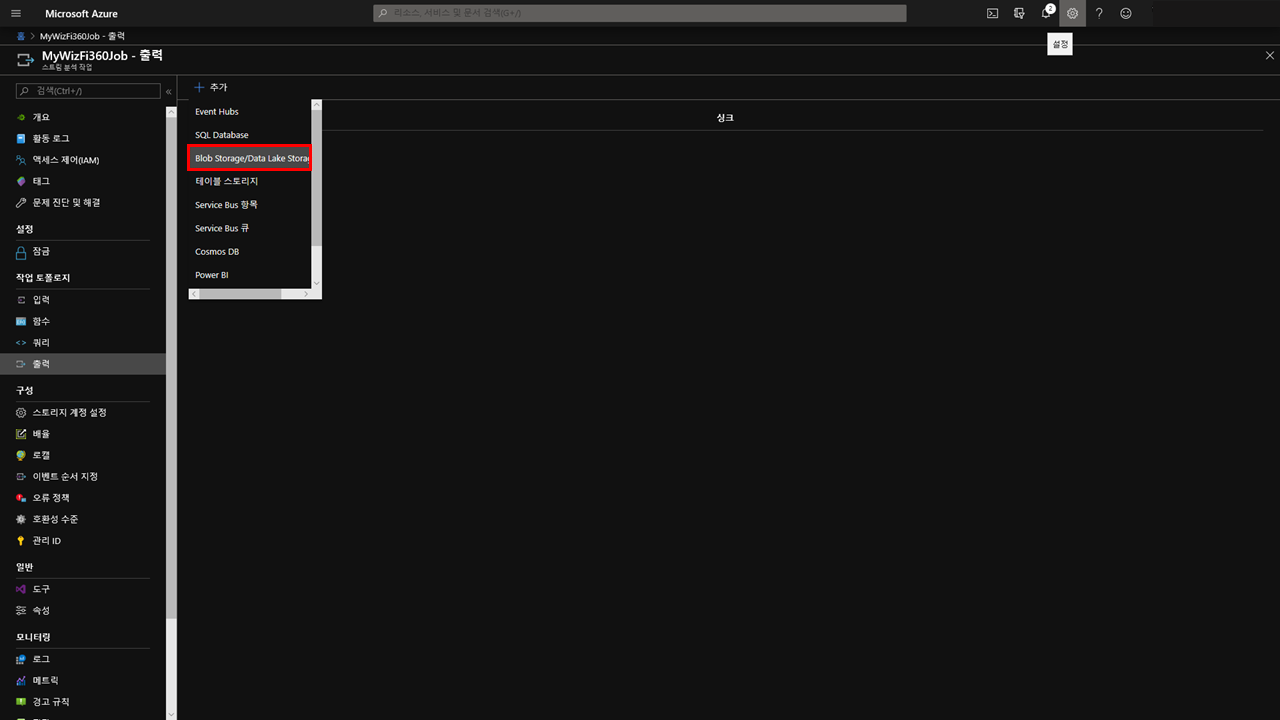 Microsoft Azure
리소스, 서비스 및 문서 검색(G+/)
2
홈 > MyWizFi360Job - 출력
설정
MyWizFi360Job - 출력
스트림 분석 작업
검색(Ctrl+/)
개요
활동 로그
액세스 제어(IAM)
태그
문제 진단 및 해결
설정
잠금
작업 토폴로지
입력
함수
쿼리
출력
구성
스토리지 계정 설정
배율
로캘
이벤트 순서 지정
오류 정책
호환성 수준
관리 ID
일반
도구
속성
모니터링
로그
메트릭
경고 규칙
추가
싱크
Event Hubs
SQL Database
Blob Storage/Data Lake Storag
테이블 스토리지
Service Bus 항목
Service Bus 큐
Cosmos DB
Power BI